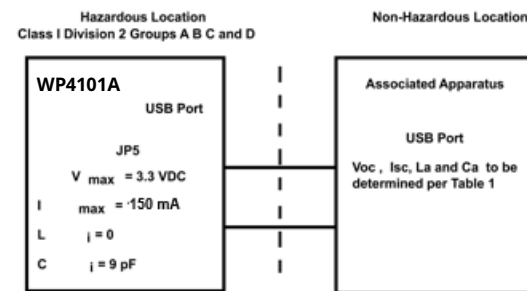 Hazardous Location
Class I Division 2 Groups A B C and D
WP4101A
USB Port
JP5
V max = 3.3 VDC
I max = 150 mA
L i = 0
C i = 9 pF
Non-Hazardous Location
Associated Apparatus
USB Port
Voc , Isc, La and Ca to be
determined per Table 1